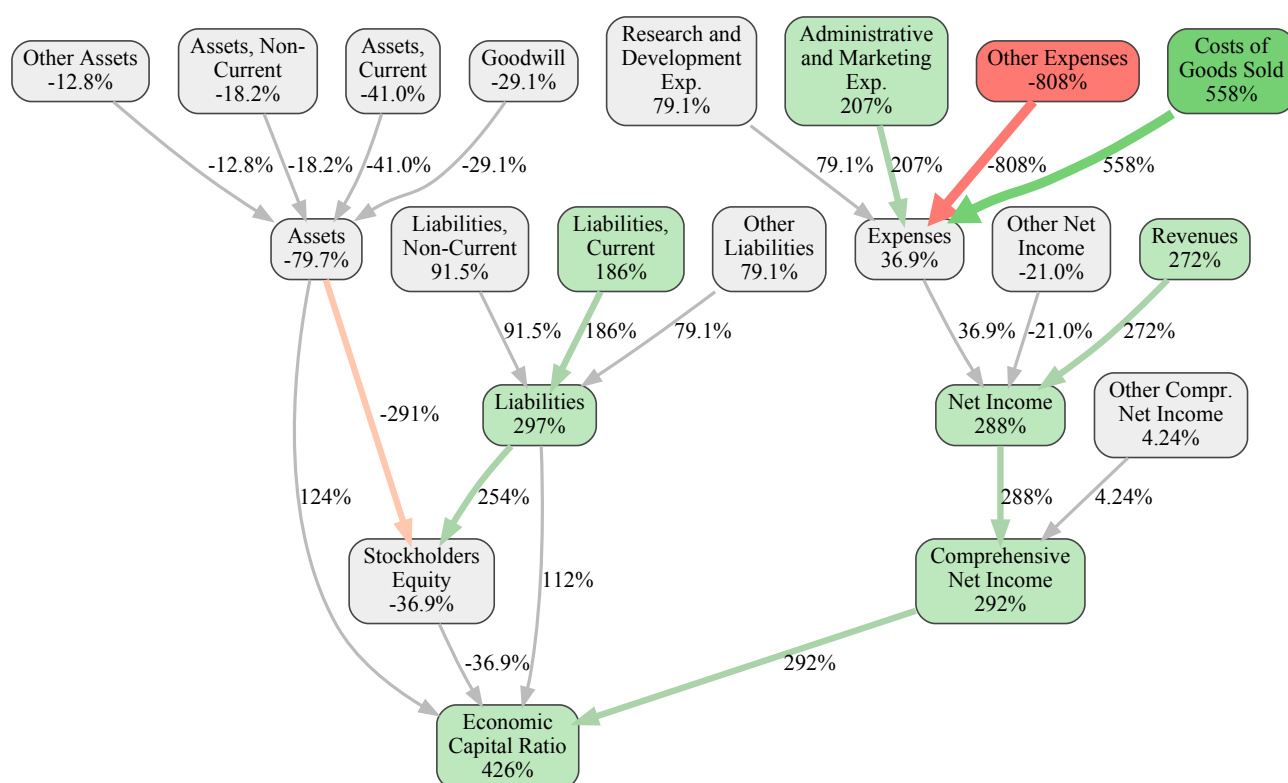 Other Assets
-12.8%
Assets, Non-
Current
-18.2%
Assets,
Current
-41.0%
Goodwill
-29.1%
Research and
Development
Exp.
79.1%
Administrative
and Marketing
Exp.
207%
Other Expenses
-808%
Costs of
Goods Sold
558%
-12.8%
-18.2%
-41.0%
-29.1%
79.1%
207%
-808%
558%
Assets
-79.7%
Liabilities,
Non-Current
91.5%
Liabilities,
Current
186%
Other
Liabilities
79.1%
Expenses
36.9%
Other Net
Income
-21.0%
Revenues
272%
91.5%
186%
79.1%
36.9%
-21.0%
272%
-291%
Liabilities
297%
Net Income
288%
Other Compr.
Net Income
4.24%
124%
254%
288%
4.24%
Stockholders
Equity
-36.9%
112%
Comprehensive
Net Income
292%
-36.9%
292%
Economic
Capital Ratio
426%